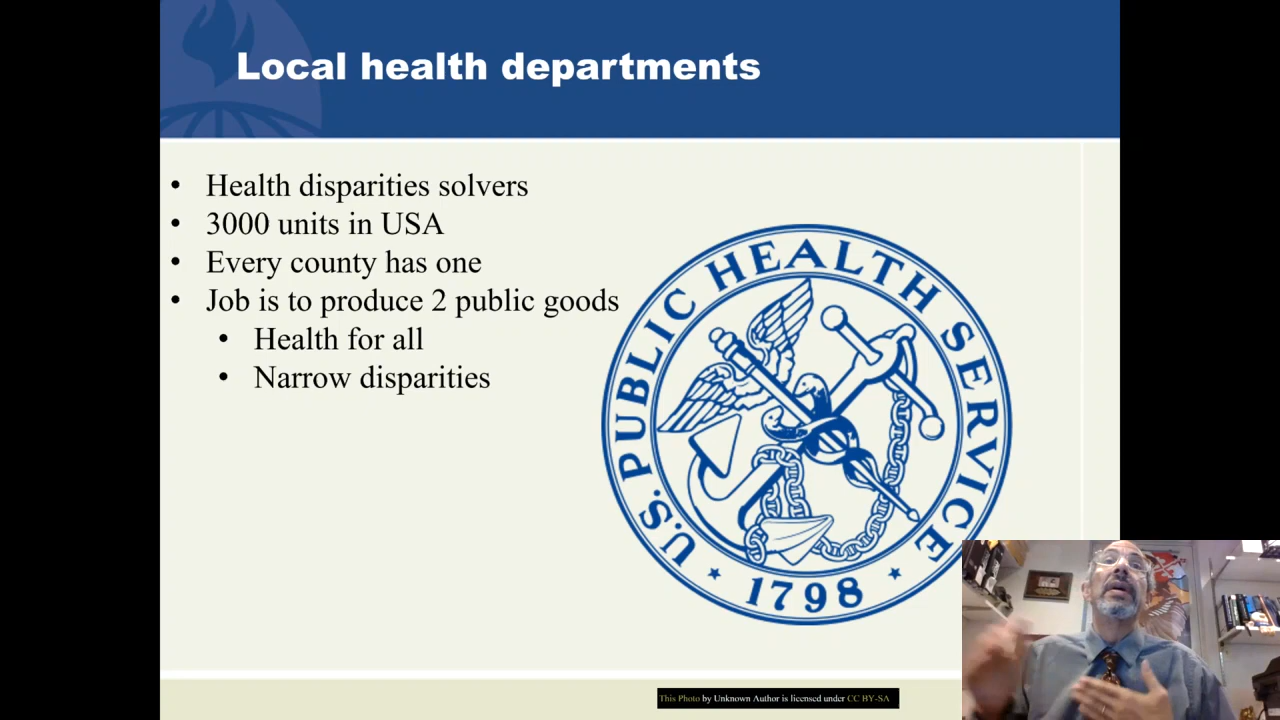 Local health departments
• Health disparities solvers
• 3000 units in USA
• Every county has one
• Job is to produce 2 public goods
• Health for all
• Narrow disparities
U.S. PUBLIC HEALTH SERVICE
1798
This Photo by Unknown Author is licensed under CC BY-SA